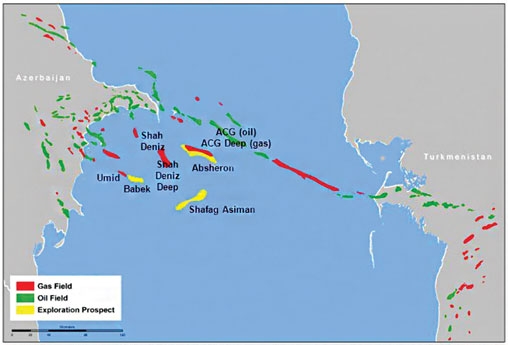 Azerbaijan
ACG (oil)
ACG Deep (gas)
Shah
Deniz
Turkmenistan
Shah
Deniz
Deep
Absheron
Umid
Babek
Shafag Asiman
Gas Field
Oil Field
Exploration Prospect